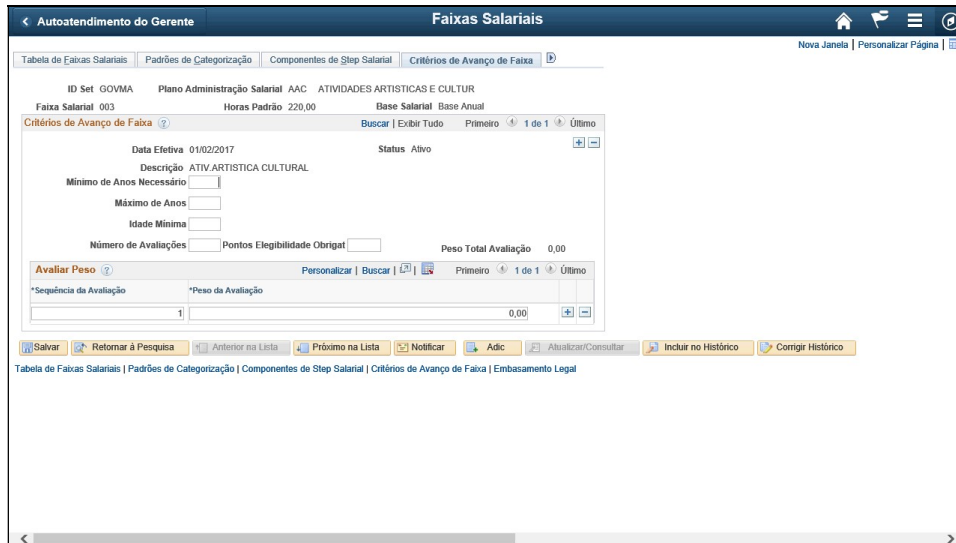 Autoatendimento do Gerente
Faixas Salariais
Nova Janela | Personalizar Página |
Tabela de Faixas Salariais
Padrões de Categorização
Componentes de Step Salarial
Critérios de Avanço de Faixa
ID Set GOVMA Plano Administração Salarial AAC ATIVIDADES ARTISTICAS E CULTUR
Faixa Salarial 003 Horas Padrão 220,00 Base Salarial Base Anual
Critérios de Avanço de Faixa ? Buscar | Exibir Tudo Primeiro 1 de 1 Último
Data Efetiva 01/02/2017 Status Ativo + -
Descrição ATIV.ARTISTICA CULTURAL
Mínimo de Anos Necessário
Máximo de Anos
Idade Mínima
Número de Avaliações Pontos Elegibilidade Obrigat Peso Total Avaliação 0,00
Avaliar Peso ? Personalizar | Buscar | | Primeiro 1 de 1 Último
*Sequência da Avaliação *Peso da Avaliação
1 0,00 + -
Salvar Retornar á Pesquisa Anterior na Lista Próximo na Lista Notificar Adic Atualizar/Consultar Incluir no Histórico Corrigir Histórico
Tabela de Faixas Salariais | Padrões de Categorização | Componentes de Step Salarial | Critérios de Avanço de Faixa | Embasamento Legal